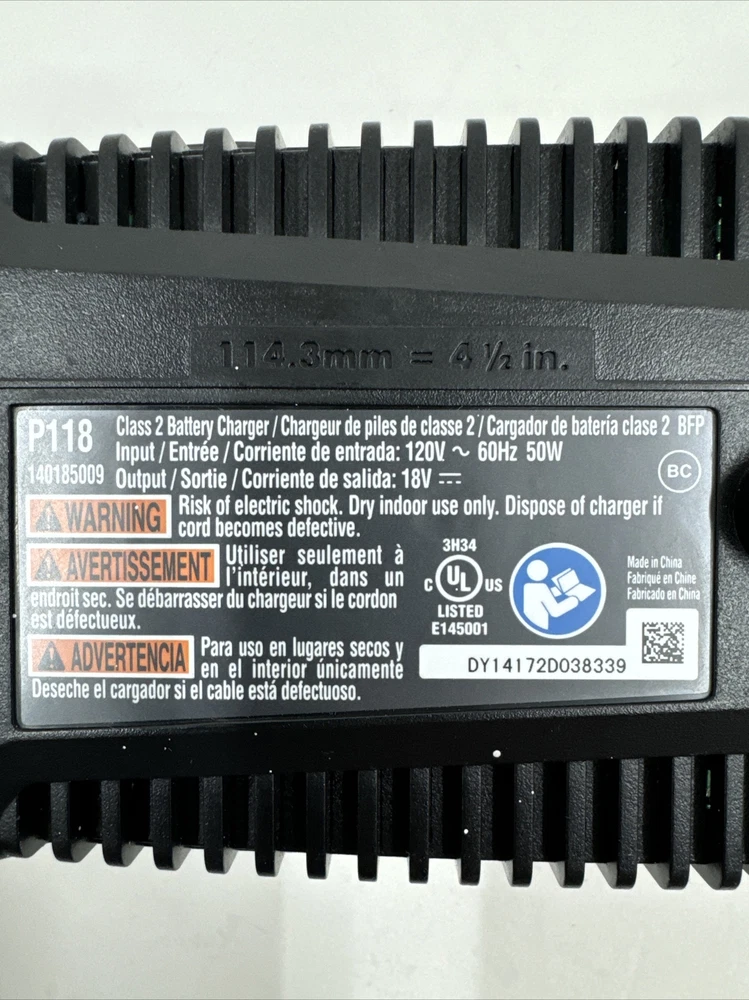 114.3mm = 4 ½ in.
P118 Class 2 Battery Charger / Chargeur de piles de classe 2 / Cargador de batería clase 2 BFP
Input / Entrée / Corriente de entrada: 120V ~ 60Hz 50W
140185009 Output / Sortie / Corriente de salida: 18V ⎓
BC
WARNING Risk of electric shock. Dry indoor use only. Dispose of charger if
cord becomes defective.
AVERTISSEMENT Utiliser seulement à
l'intérieur, dans un
endroit sec. Se débarrasser du chargeur si le cordon
est défectueux.
ADVERTENCIA Para uso en lugares secos y
en el interior únicamente
Deseche el cargador si el cable está defectuoso.
3H34
C UL US
LISTED
E145001
Made in China
Fabriqué en Chine
Fabricado en China
DY14172D038339